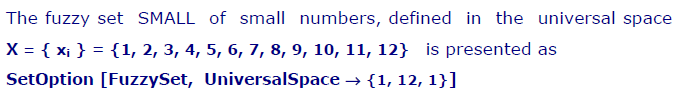 The fuzzy set SMALL of small numbers, defined in the universal space
X = { xᵢ } = {1, 2, 3, 4, 5, 6, 7, 8, 9, 10, 11, 12} is presented as
SetOption [FuzzySet, UniversalSpace → {1, 12, 1}]